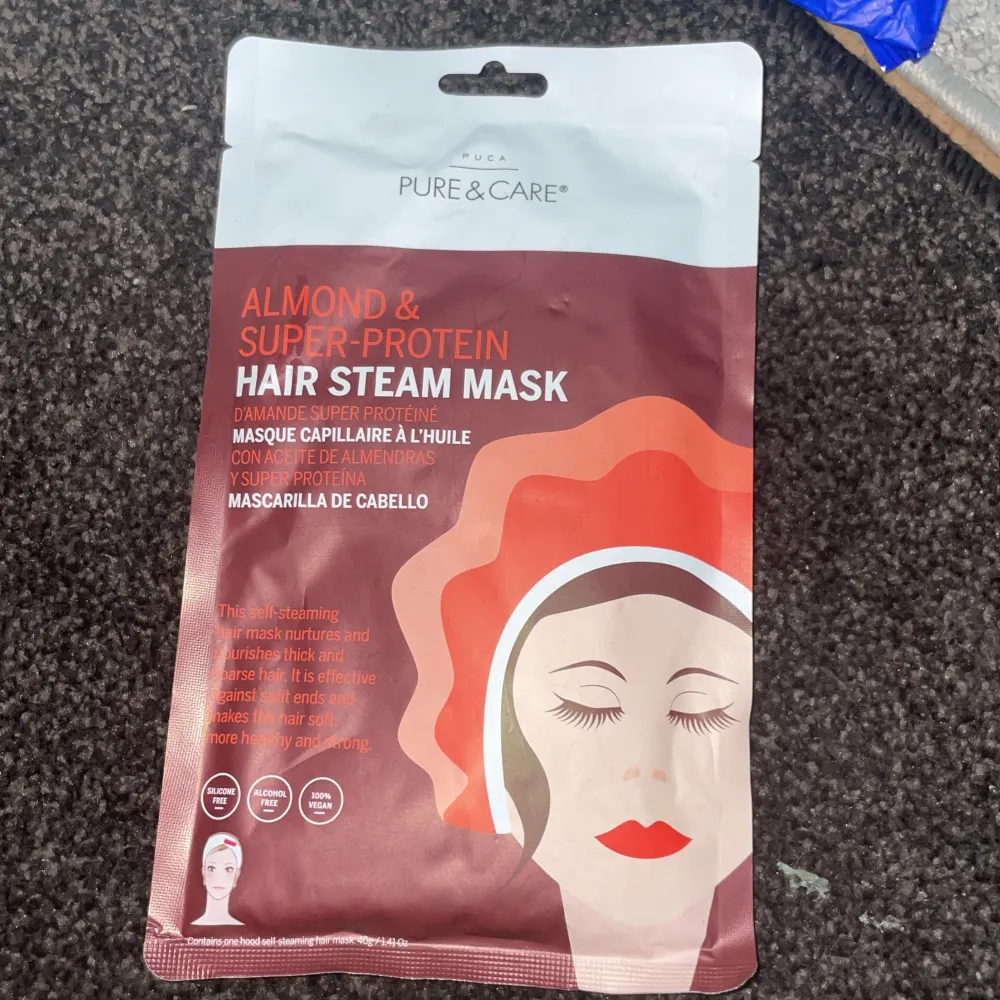 PUCA
PURE & CARE®
ALMOND &
SUPER-PROTEIN
HAIR STEAM MASK
D'AMANDE SUPER PROTÉINÉ
MASQUE CAPILLAIRE À L'HUILE
CON ACEITE DE ALMENDRAS
Y SUPER PROTEÍNA
MASCARILLA DE CABELLO
This self-steaming
hair mask nurtures and
nourishes thick and
coarse hair. It is effective
against split ends and
makes the hair soft,
more healthy and strong.
SILICONE
FREE
ALCOHOL
FREE
100%
VEGAN
Contains one hood self-steaming hair mask. 40g / 1.41 Oz